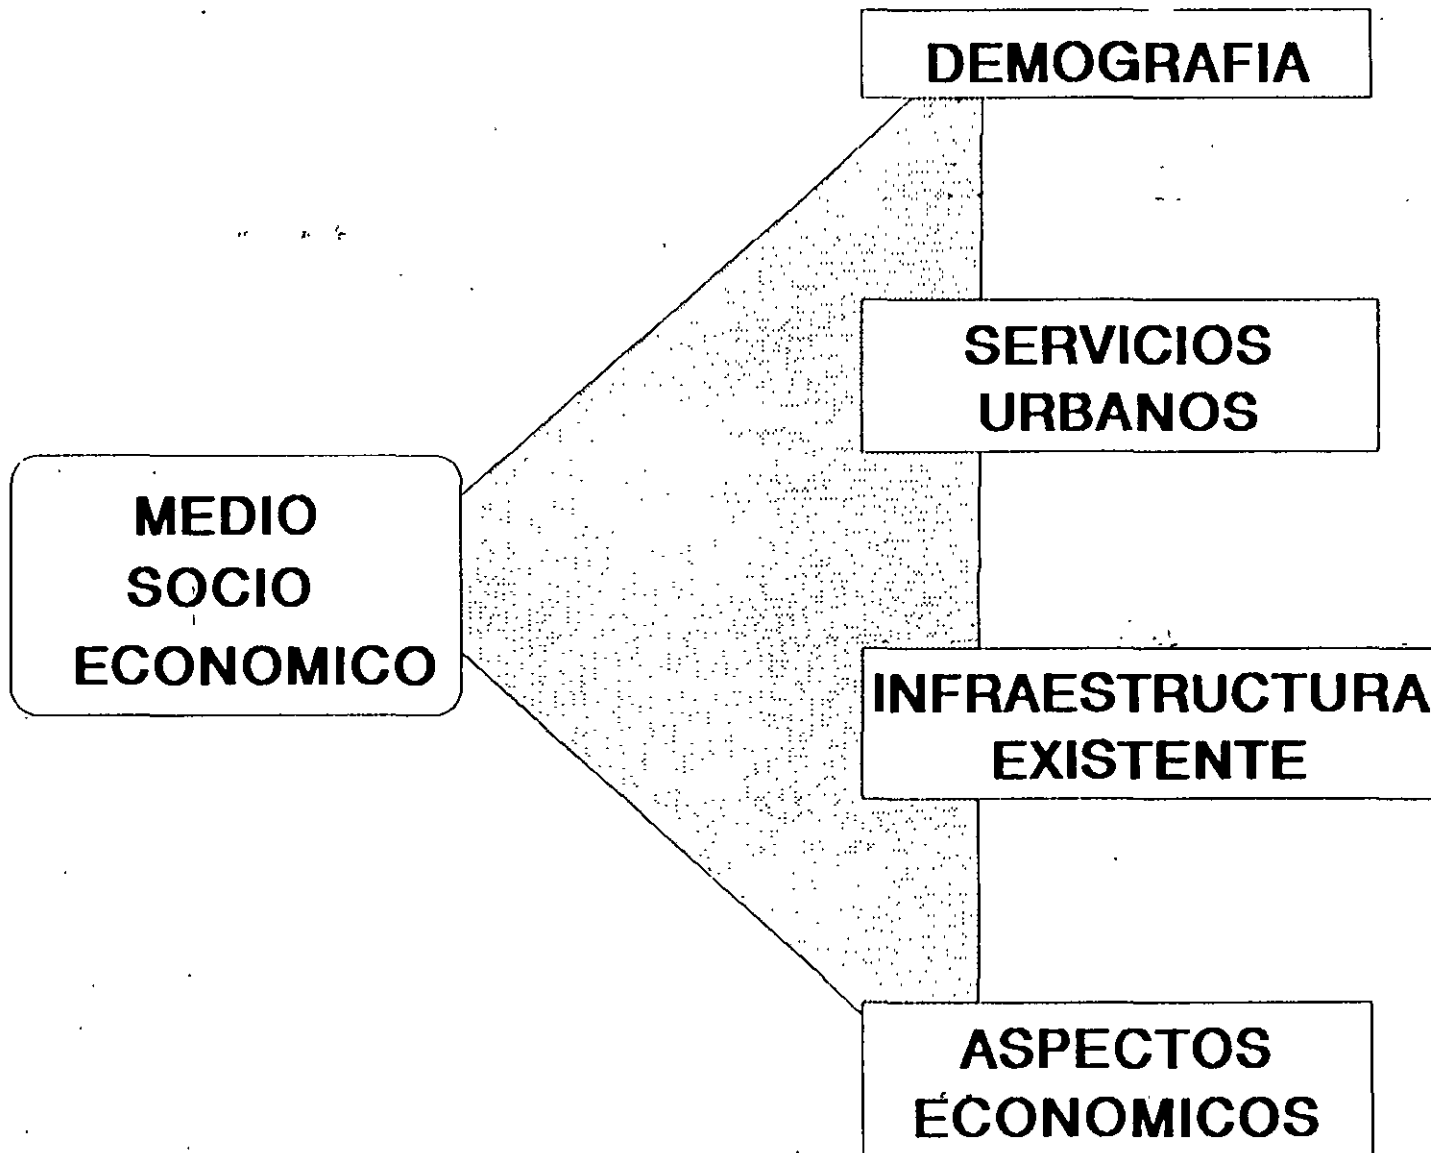 DEMOGRAFIA
SERVICIOS
URBANOS
MEDIO
SOCIO
ECONOMICO
INFRAESTRUCTURA
EXISTENTE
ASPECTOS
ECONOMICOS